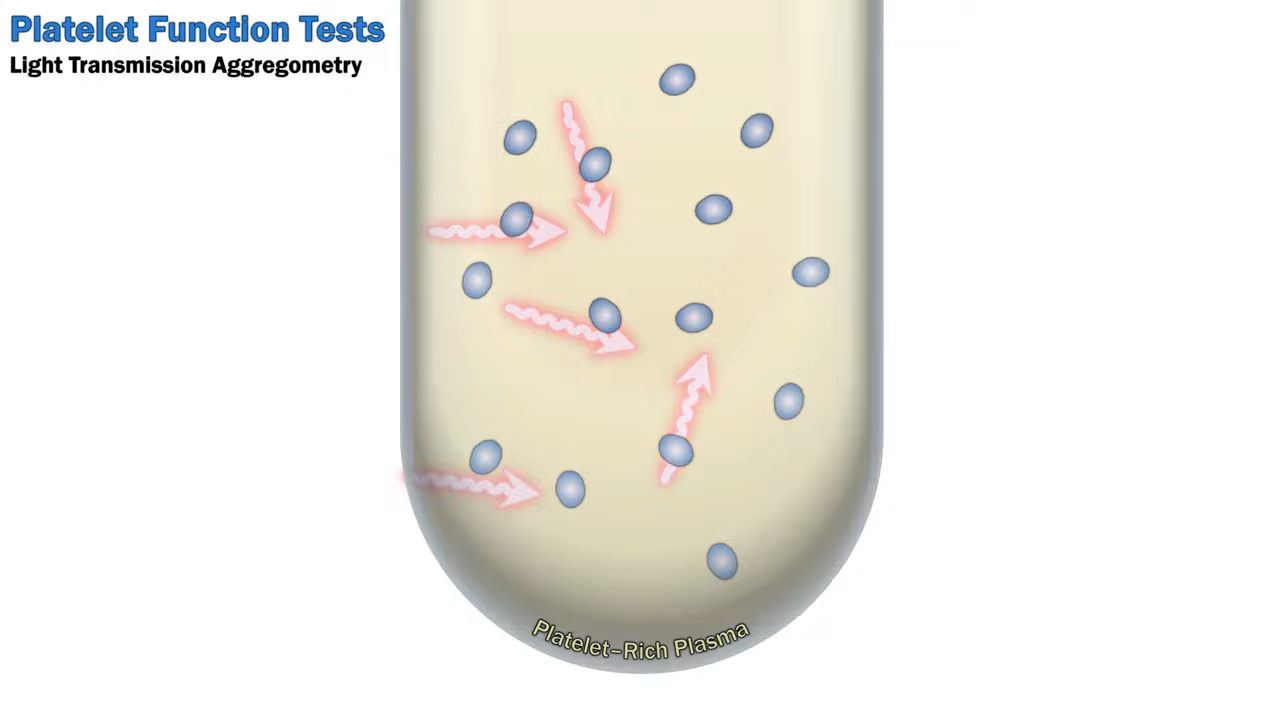 Platelet Function Tests
Light Transmission Aggregometry
Platelet-Rich Plasma